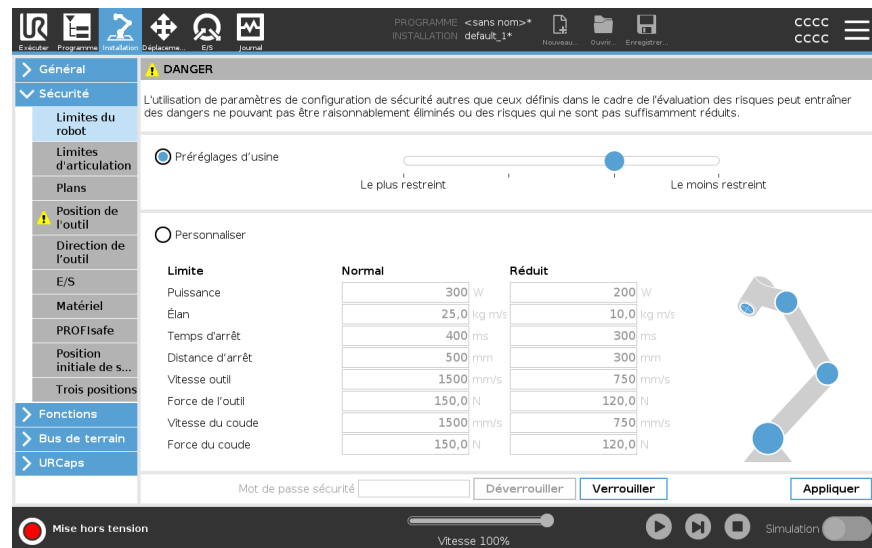 UR
Exécuter Programme Installation Déplaceme... E/S Journal
PROGRAMME <sans nom>*
INSTALLATION default_1*
Nouveau... Ouvrir... Enregistrer...
CCCC
CCCC
Général
Sécurité
Limites du
robot
Limites
d'articulation
Plans
Position de
l'outil
Direction de
l'outil
E/S
Matériel
PROFIsafe
Position
initiale de s...
Trois positions
Fonctions
Bus de terrain
URCaps
DANGER
L'utilisation de paramètres de configuration de sécurité autres que ceux définis dans le cadre de l'évaluation des risques peut entraîner
des dangers ne pouvant pas être raisonnablement éliminés ou des risques qui ne sont pas suffisamment réduits.
Préréglages d'usine
Le plus restreint Le moins restreint
Personnaliser
Limite Normal Réduit
Puissance 300 W 200 W
Élan 25,0 kg m/s 10,0 kg m/s
Temps d'arrêt 400 ms 300 ms
Distance d'arrêt 500 mm 300 mm
Vitesse outil 1500 mm/s 750 mm/s
Force de l'outil 150,0 N 120,0 N
Vitesse du coude 1500 mm/s 750 mm/s
Force du coude 150,0 N 120,0 N
Mot de passe sécurité Déverrouiller Verrouiller Appliquer
Mise hors tension
Vitesse 100%
Simulation